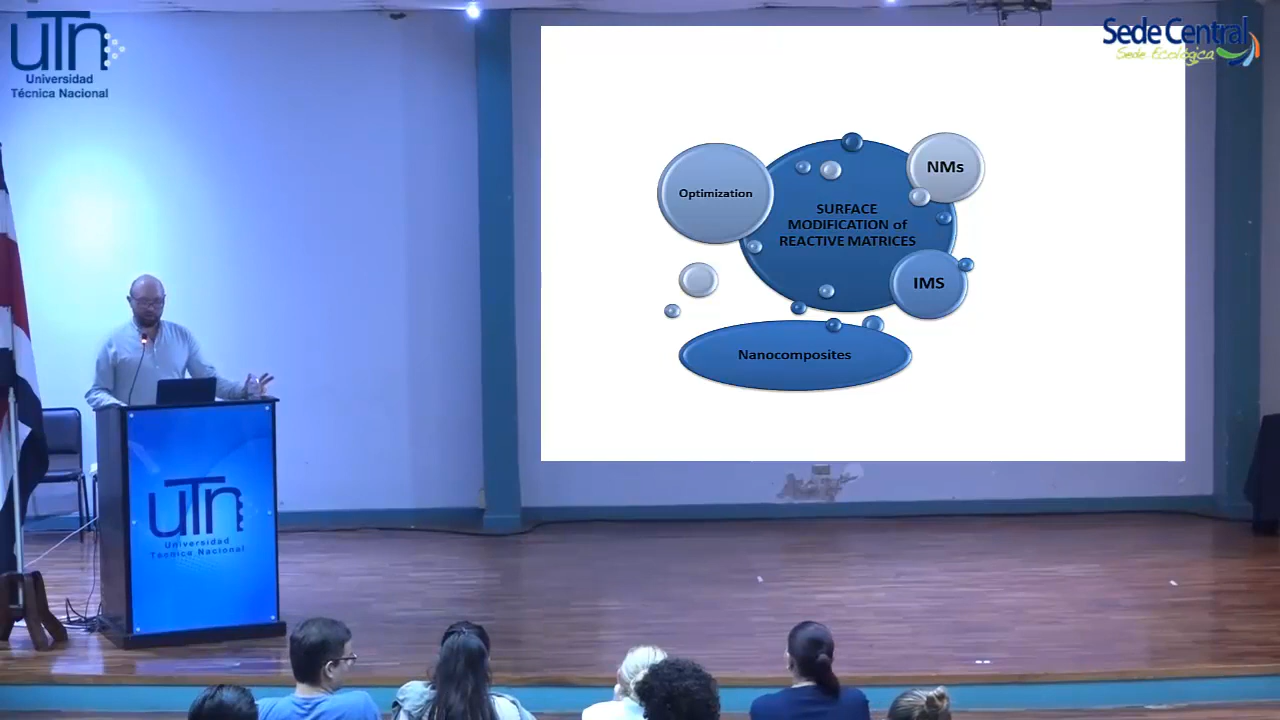 utn
Universidad
Técnica Nacional
Sede Central
Sede Ecológica
Optimization
SURFACE
MODIFICATION of
REACTIVE MATRICES
NMs
IMS
Nanocomposites
utn
Universidad
Técnica Nacional